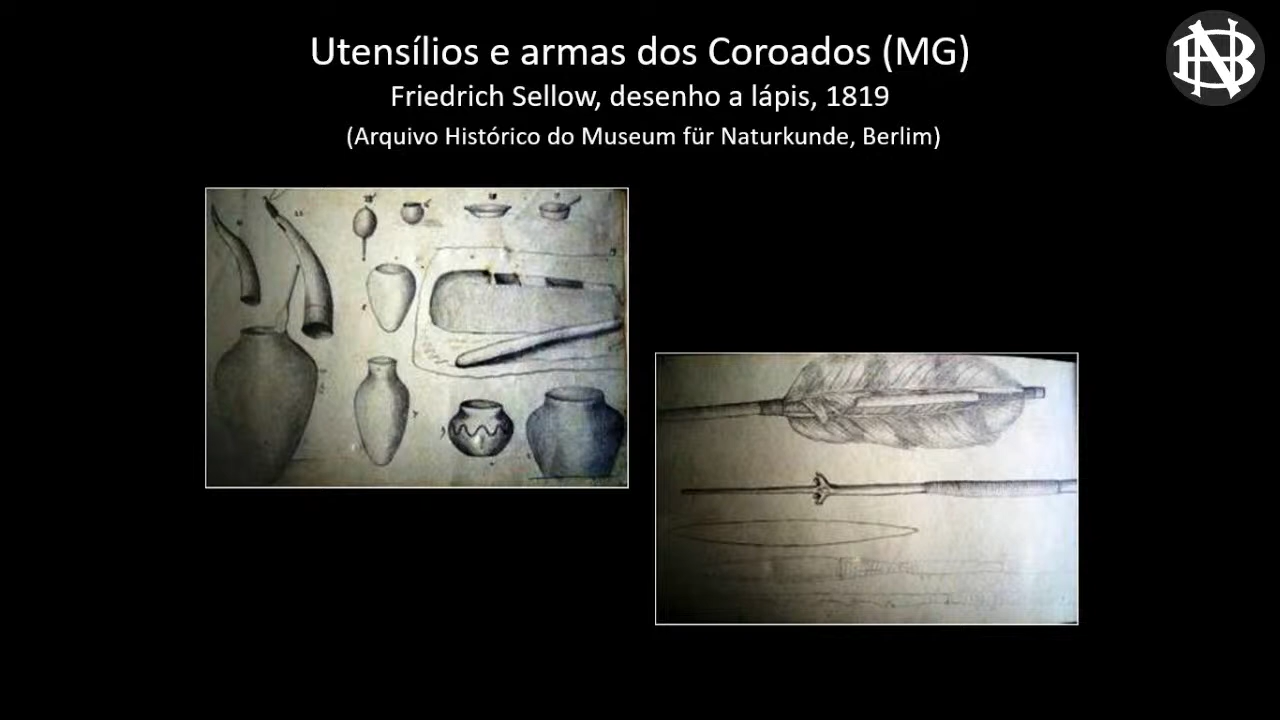 Utensílios e armas dos Coroados (MG)
Friedrich Sellow, desenho a lápis, 1819
(Arquivo Histórico do Museum für Naturkunde, Berlim)